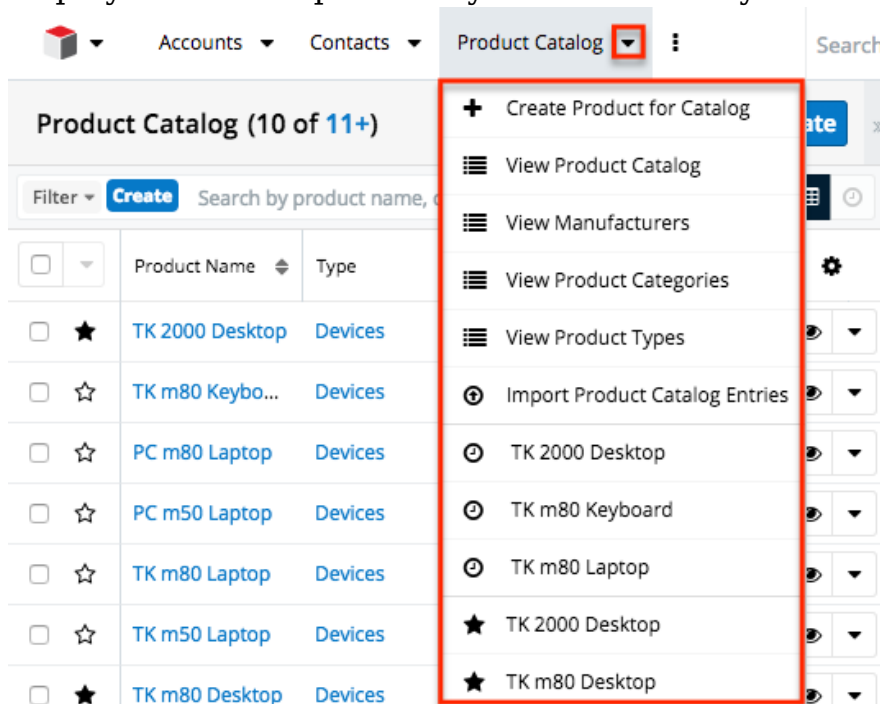 Accounts Contacts Product Catalog Search
Product Catalog (10 of 11+)
ate
Filter Create Search by product name,
Product Name Type
TK 2000 Desktop Devices
TK m80 Keybo... Devices
PC m80 Laptop Devices
PC m50 Laptop Devices
TK m80 Laptop Devices
TK m50 Laptop Devices
TK m80 Desktop Devices
Create Product for Catalog
View Product Catalog
View Manufacturers
View Product Categories
View Product Types
Import Product Catalog Entries
TK 2000 Desktop
TK m80 Keyboard
TK m80 Laptop
TK 2000 Desktop
TK m80 Desktop